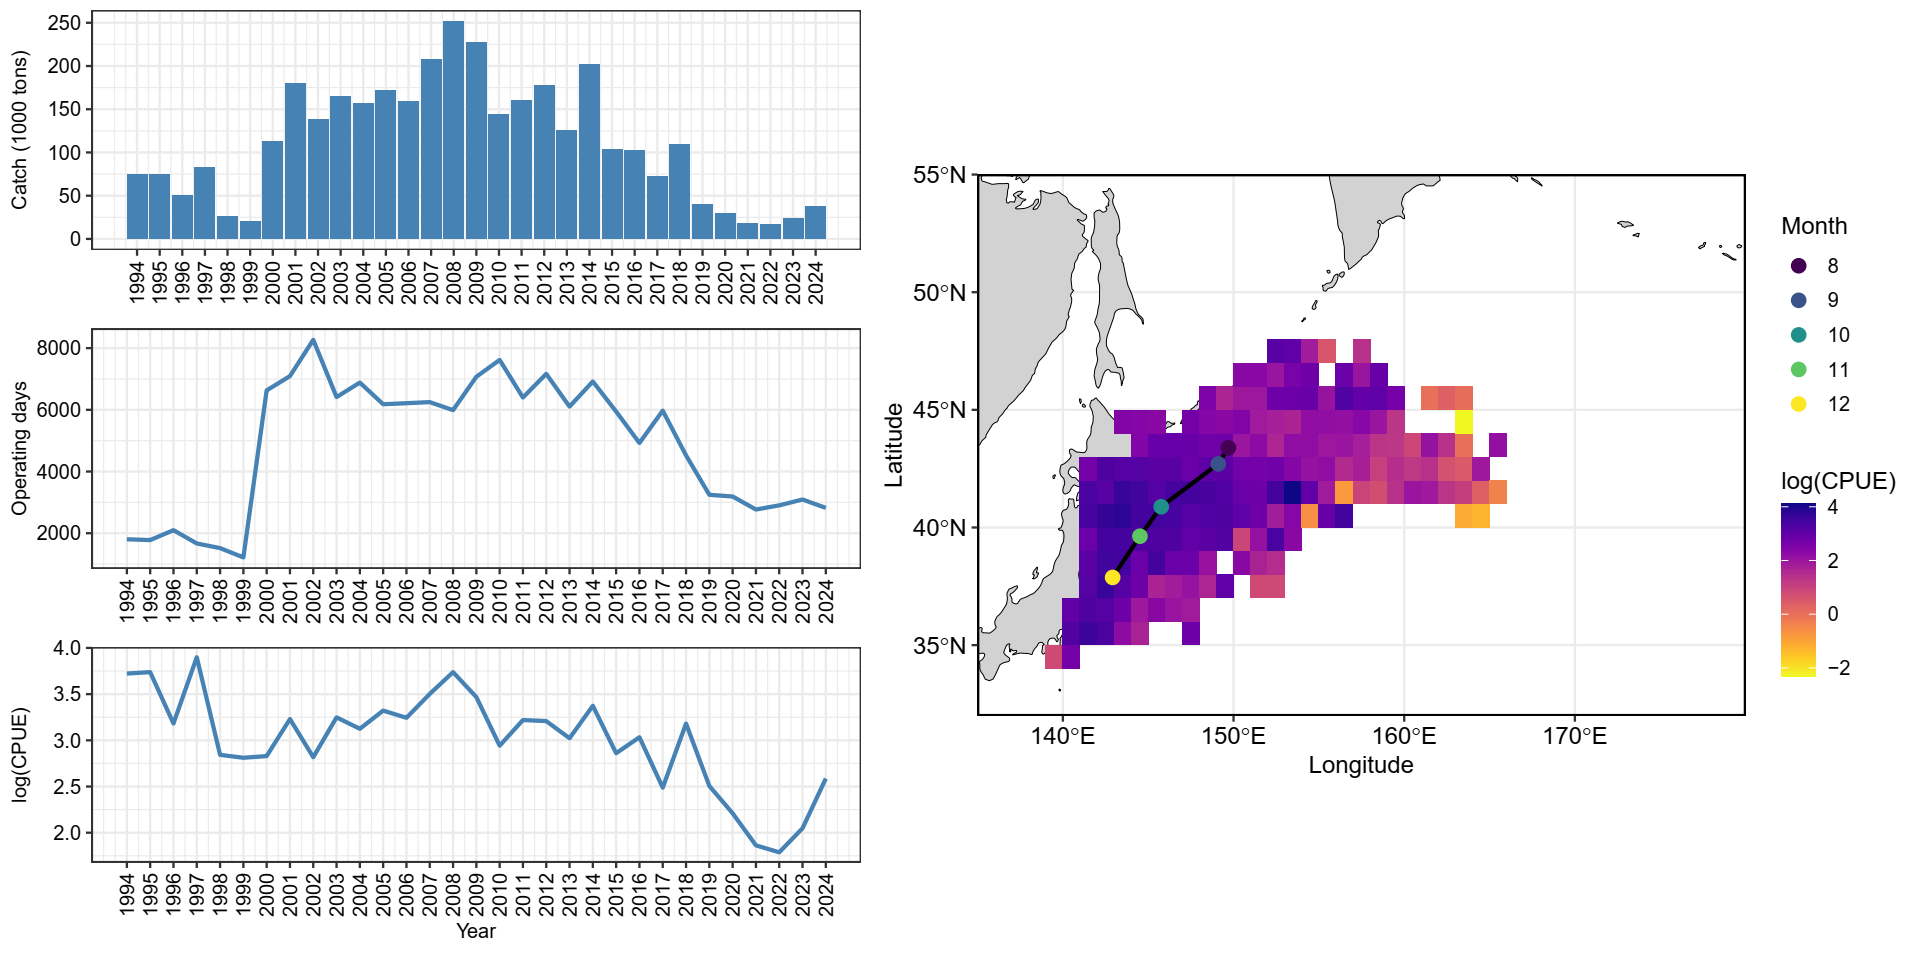 Catch (1000 tons)
250
200
150
100
50
0
1994 1995 1996 1997 1998 1999 2000 2001 2002 2003 2004 2005 2006 2007 2008 2009 2010 2011 2012 2013 2014 2015 2016 2017 2018 2019 2020 2021 2022 2023 2024
Operating days
8000
6000
4000
2000
1994 1995 1996 1997 1998 1999 2000 2001 2002 2003 2004 2005 2006 2007 2008 2009 2010 2011 2012 2013 2014 2015 2016 2017 2018 2019 2020 2021 2022 2023 2024
log(CPUE)
4.0
3.5
3.0
2.5
2.0
1994 1995 1996 1997 1998 1999 2000 2001 2002 2003 2004 2005 2006 2007 2008 2009 2010 2011 2012 2013 2014 2015 2016 2017 2018 2019 2020 2021 2022 2023 2024
Year
Latitude
55°N
50°N
45°N
40°N
35°N
140°E 150°E 160°E 170°E
Longitude
Month
8
9
10
11
12
log(CPUE)
4
2
0
−2